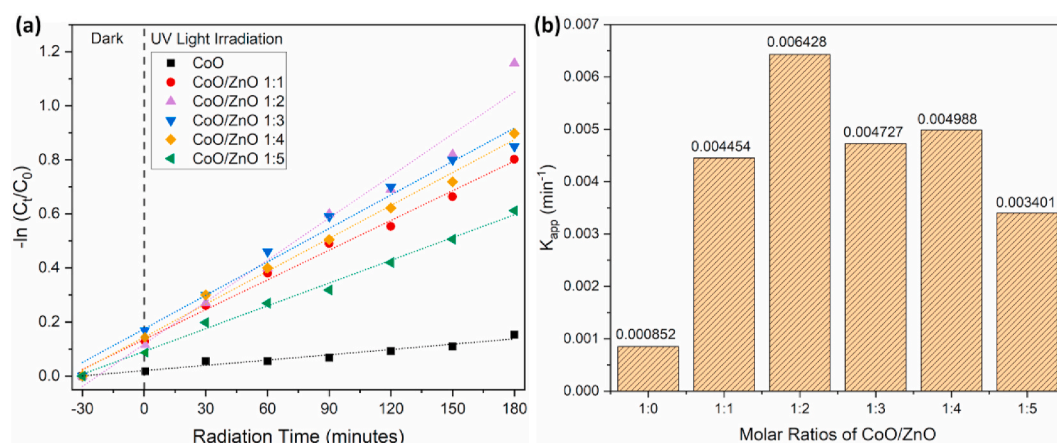 (a)
Dark
UV Light Irradiation
CoO
CoO/ZnO 1:1
CoO/ZnO 1:2
CoO/ZnO 1:3
CoO/ZnO 1:4
CoO/ZnO 1:5
1.2
1.0
0.8
0.6
0.4
0.2
0.0
-ln (Cₜ/C₀)
-30 0 30 60 90 120 150 180
Radiation Time (minutes)
(b)
0.007
0.006
0.005
0.004
0.003
0.002
0.001
0.000
K_app (min⁻¹)
0.000852
0.004454
0.006428
0.004727
0.004988
0.003401
1:0 1:1 1:2 1:3 1:4 1:5
Molar Ratios of CoO/ZnO